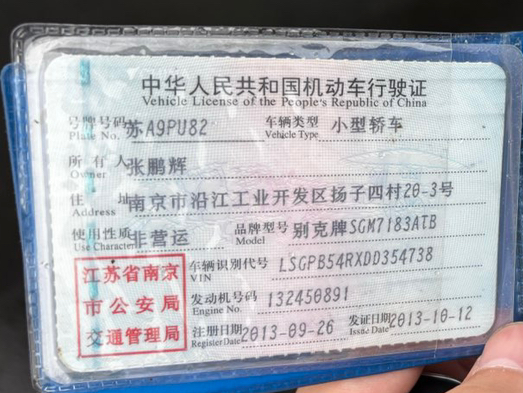 中华人民共和国机动车行驶证
Vehicle License of the People's Republic of China
号牌号码 苏A9PU82 车辆类型 小型轿车
Plate No. Vehicle Type
所有人 张鹏辉
Owner
住址 南京市沿江工业开发区扬子四村20-3号
Address
使用性质 非营运 品牌型号 别克牌SGM7183ATB
Use Character Model
江苏省南京市公安局交通管理局
车辆识别代号 LSGPB54RXDD354738
VIN
发动机号码 132450891
Engine No.
注册日期 2013-09-26 发证日期 2013-10-12
Register Date Issue Date